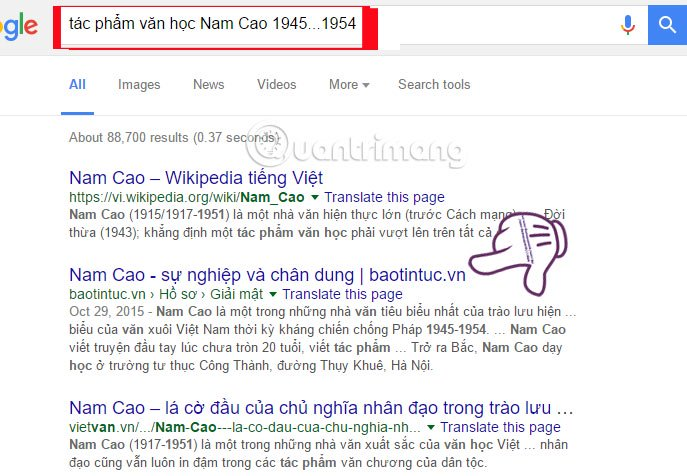 gle
tác phẩm văn học Nam Cao 1945...1954
All Images News Videos More Search tools
About 88,700 results (0.37 seconds)
Quantrimang
Nam Cao – Wikipedia tiếng Việt
https://vi.wikipedia.org/wiki/Nam_Cao Translate this page
Nam Cao (1915/1917-1951) là một nhà văn hiện thực lớn (trước Cách mạng) Đời
thừa (1943); khẳng định một tác phẩm văn học phải vượt lên trên tất cả
Nam Cao - sự nghiệp và chân dung | baotintuc.vn
baotintuc.vn › Hồ sơ › Giải mật Translate this page
Oct 29, 2015 - Nam Cao là một trong những nhà văn tiêu biểu nhất của trào lưu hiện ...
biểu của văn xuôi Việt Nam thời kỳ kháng chiến chống Pháp 1945-1954. ... Nam Cao
viết truyện đầu tay lúc chưa tròn 20 tuổi, viết tác phẩm ... Trở ra Bắc, Nam Cao dạy
học ở trường tư thục Công Thành, đường Thụy Khuê, Hà Nội.
Nam Cao – lá cờ đầu của chủ nghĩa nhân đạo trong trào lưu ...
vietvan.vn/.../Nam-Cao---la-co-dau-cua-chu-nghia-nh... Translate this page
Nam Cao (1917-1951) là một trong những nhà văn xuất sắc của văn học Việt ... nhân
đạo cũng vẫn luôn in đậm trong các tác phẩm văn chương của dân tộc.